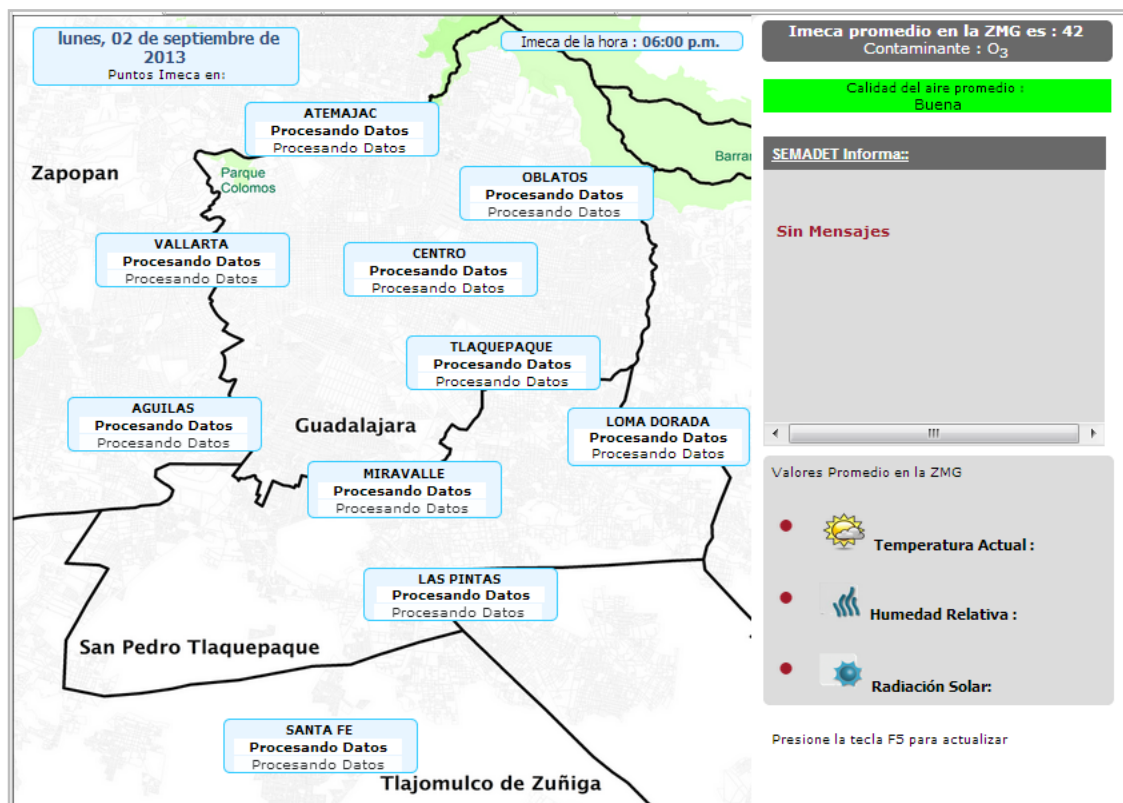 lunes, 02 de septiembre de
2013
Puntos Imeca en:
Imeca de la hora : 06:00 p.m.
ATEMAJAC
Procesando Datos
Procesando Datos
Zapopan
Parque
Colomos
Barran
OBLATOS
Procesando Datos
Procesando Datos
VALLARTA
Procesando Datos
Procesando Datos
CENTRO
Procesando Datos
Procesando Datos
TLAQUEPAQUE
Procesando Datos
Procesando Datos
AGUILAS
Procesando Datos
Procesando Datos
Guadalajara
LOMA DORADA
Procesando Datos
Procesando Datos
MIRAVALLE
Procesando Datos
Procesando Datos
LAS PINTAS
Procesando Datos
Procesando Datos
San Pedro Tlaquepaque
SANTA FE
Procesando Datos
Procesando Datos
Tlajomulco de Zuñiga
Imeca promedio en la ZMG es : 42
Contaminante : O3
Calidad del aire promedio :
Buena
SEMADET Informa::
Sin Mensajes
Valores Promedio en la ZMG
Temperatura Actual :
Humedad Relativa :
Radiación Solar:
Presione la tecla F5 para actualizar